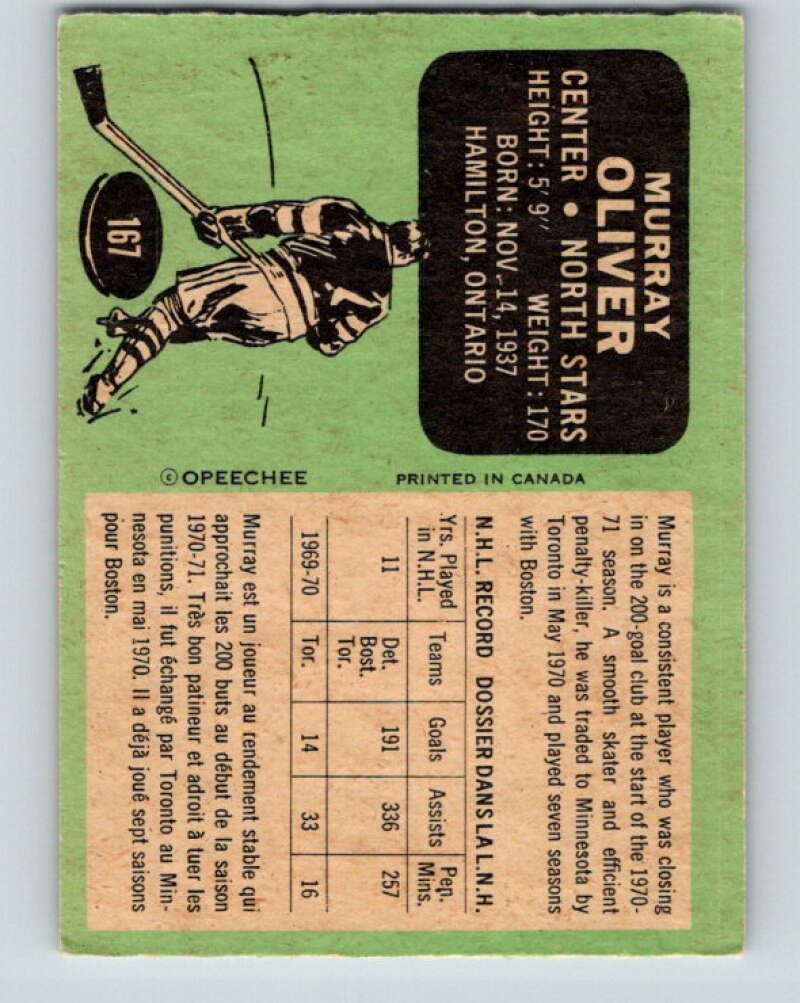 MURRAY
OLIVER
CENTER • NORTH STARS
HEIGHT: 5'9" WEIGHT: 170
BORN: NOV. 14, 1937
HAMILTON, ONTARIO
167
© OPEECHEE
PRINTED IN CANADA
Murray is a consistent player who was closing
in on the 200-goal club at the start of the 1970-
71 season. A smooth skater and efficient
penalty-killer, he was traded to Minnesota by
Toronto in May 1970 and played seven seasons
with Boston.
N.H.L. RECORD DOSSIER DANS LA L.N.H.
Yrs. Played in N.H.L. Teams Goals Assists Pen. Mins.
11 Det. Bost. Tor. 191 336 257
1969-70 Tor. 14 33 16
Murray est un joueur au rendement stable qui
approchait les 200 buts au début de la saison
1970-71. Très bon patineur et adroit à tuer les
punitions, il fut échangé par Toronto au Min-
nesota en mai 1970. Il a déjà joué sept saisons
pour Boston.